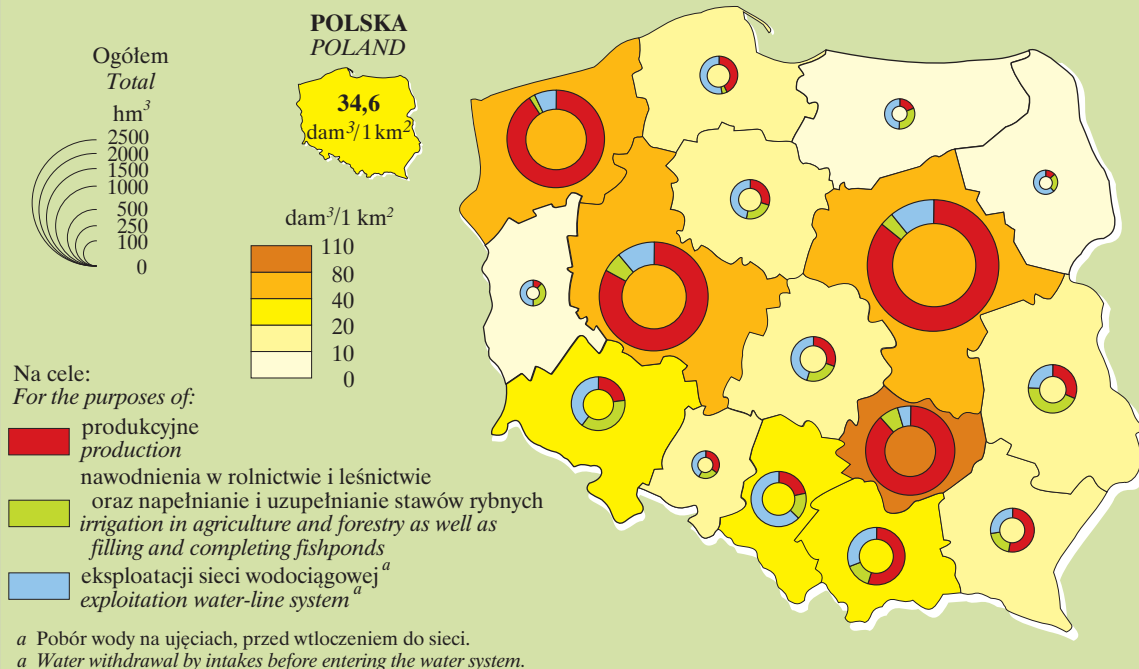 POLSKA
POLAND
34,6
dam³/1 km²
Ogółem
Total
hm³
2500
2000
1500
1000
500
250
100
0
dam³/1 km²
110
80
40
20
10
0
Na cele:
For the purposes of:
produkcyjne
production
nawodnienia w rolnictwie i leśnictwie
oraz napełnianie i uzupełnianie stawów rybnych
irrigation in agriculture and forestry as well as
filling and completing fishponds
eksploatacji sieci wodociągowej a
exploitation water-line system a
a Pobór wody na ujęciach, przed wtłoczeniem do sieci.
a Water withdrawal by intakes before entering the water system.